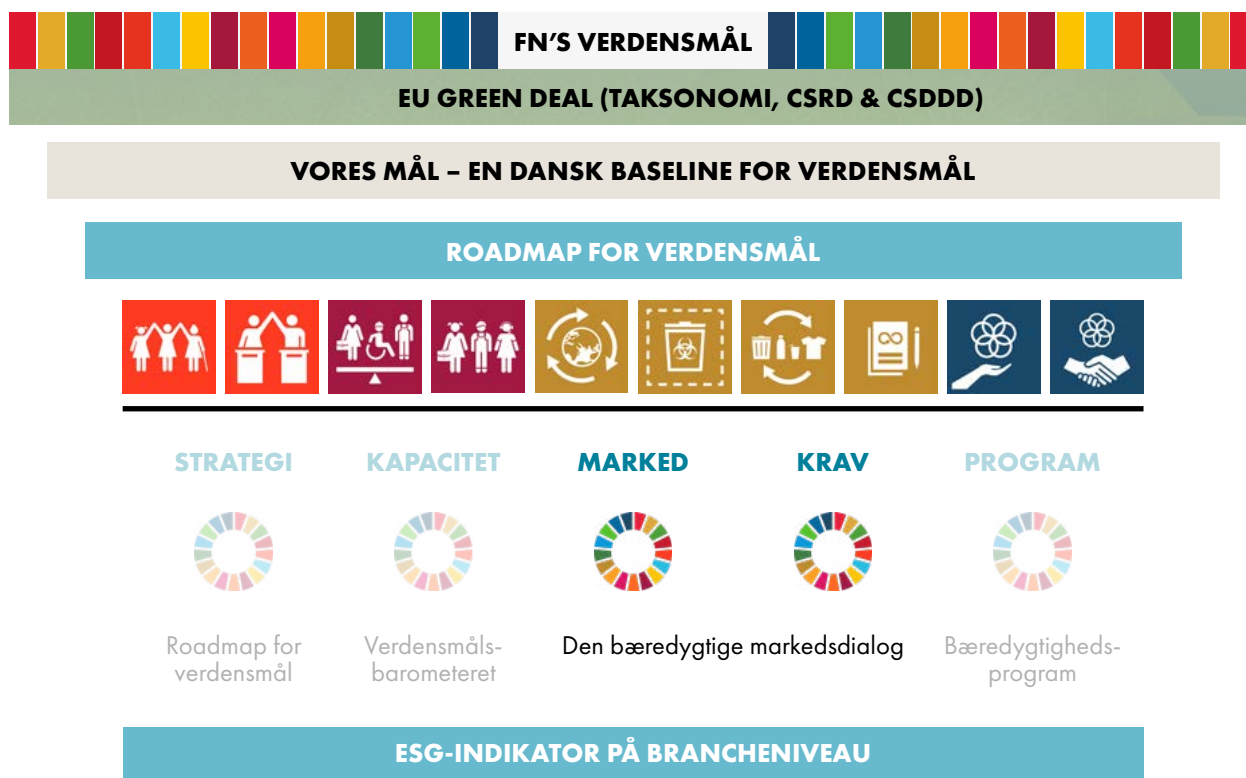 FN'S VERDENSMÅL
EU GREEN DEAL (TAKSONOMI, CSRD & CSDDD)
VORES MÅL – EN DANSK BASELINE FOR VERDENSMÅL
ROADMAP FOR VERDENSMÅL
STRATEGI KAPACITET MARKED KRAV PROGRAM
Roadmap for Verdensmåls- Den bæredygtige markedsdialog Bæredygtigheds-
verdensmål barometeret program
ESG-INDIKATOR PÅ BRANCHENIVEAU